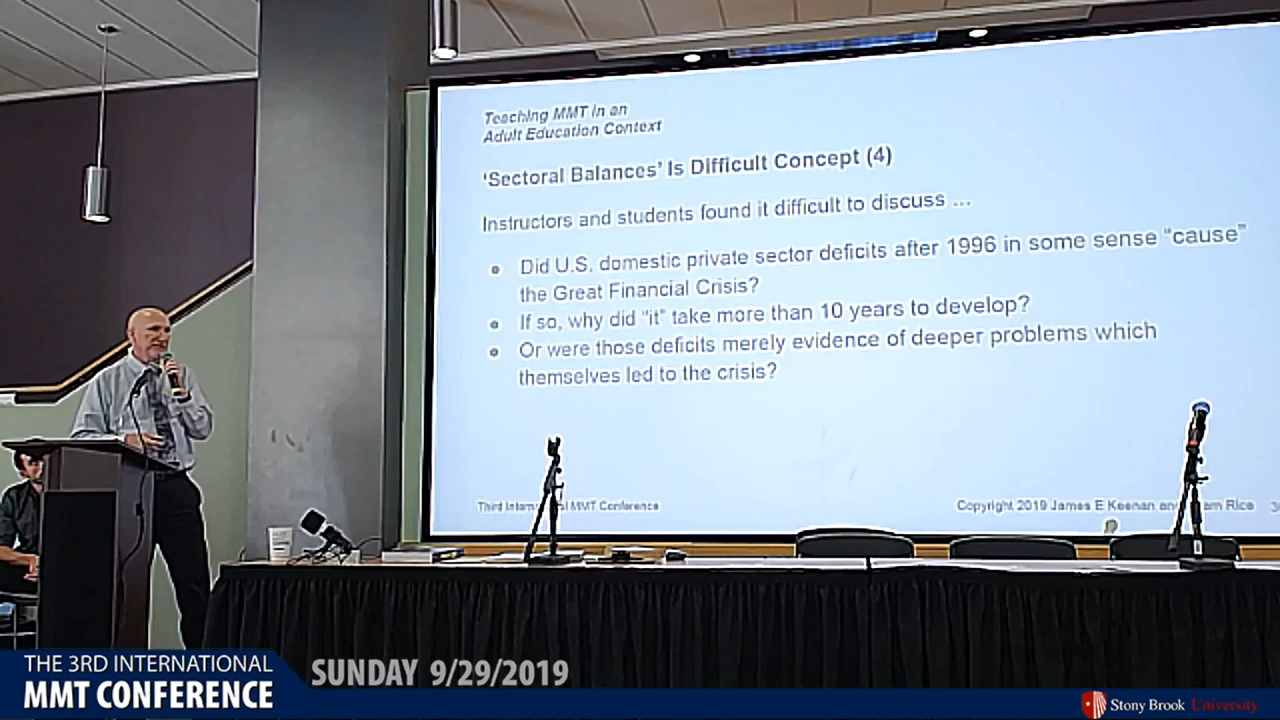 Teaching MMT in an
Adult Education Context
'Sectoral Balances' Is Difficult Concept (4)
Instructors and students found it difficult to discuss ...
Did U.S. domestic private sector deficits after 1996 in some sense "cause"
the Great Financial Crisis?
If so, why did "it" take more than 10 years to develop?
Or were those deficits merely evidence of deeper problems which
themselves led to the crisis?
Third MMT Conference
Copyright 2019 James E Keenan Rice
THE 3RD INTERNATIONAL
MMT CONFERENCE
SUNDAY 9/29/2019
Stony Brook University